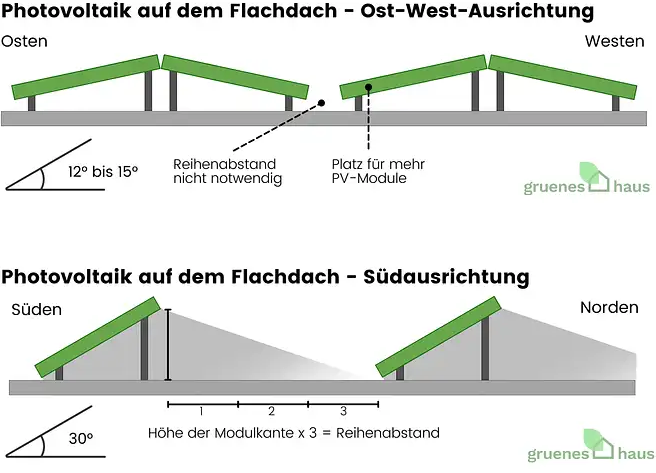 Photovoltaik auf dem Flachdach - Ost-West-Ausrichtung
Osten
Westen
12° bis 15°
Reihenabstand
nicht notwendig
Platz für mehr
PV-Module
gruenes haus
Photovoltaik auf dem Flachdach - Südausrichtung
Süden
Norden
1 2 3
30°
Höhe der Modulkante x 3 = Reihenabstand
gruenes haus